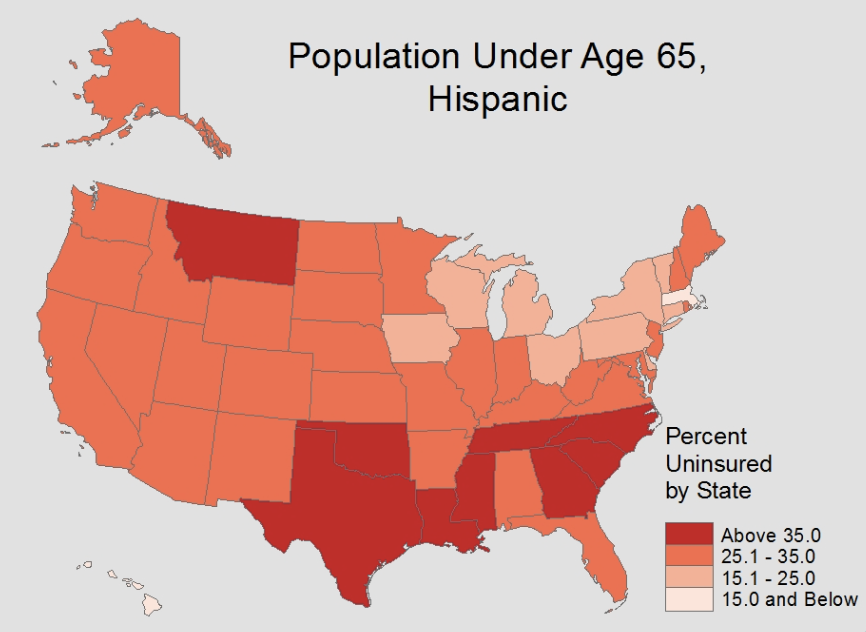 Population Under Age 65,
Hispanic
Percent
Uninsured
by State
Above 35.0
25.1 - 35.0
15.1 - 25.0
15.0 and Below